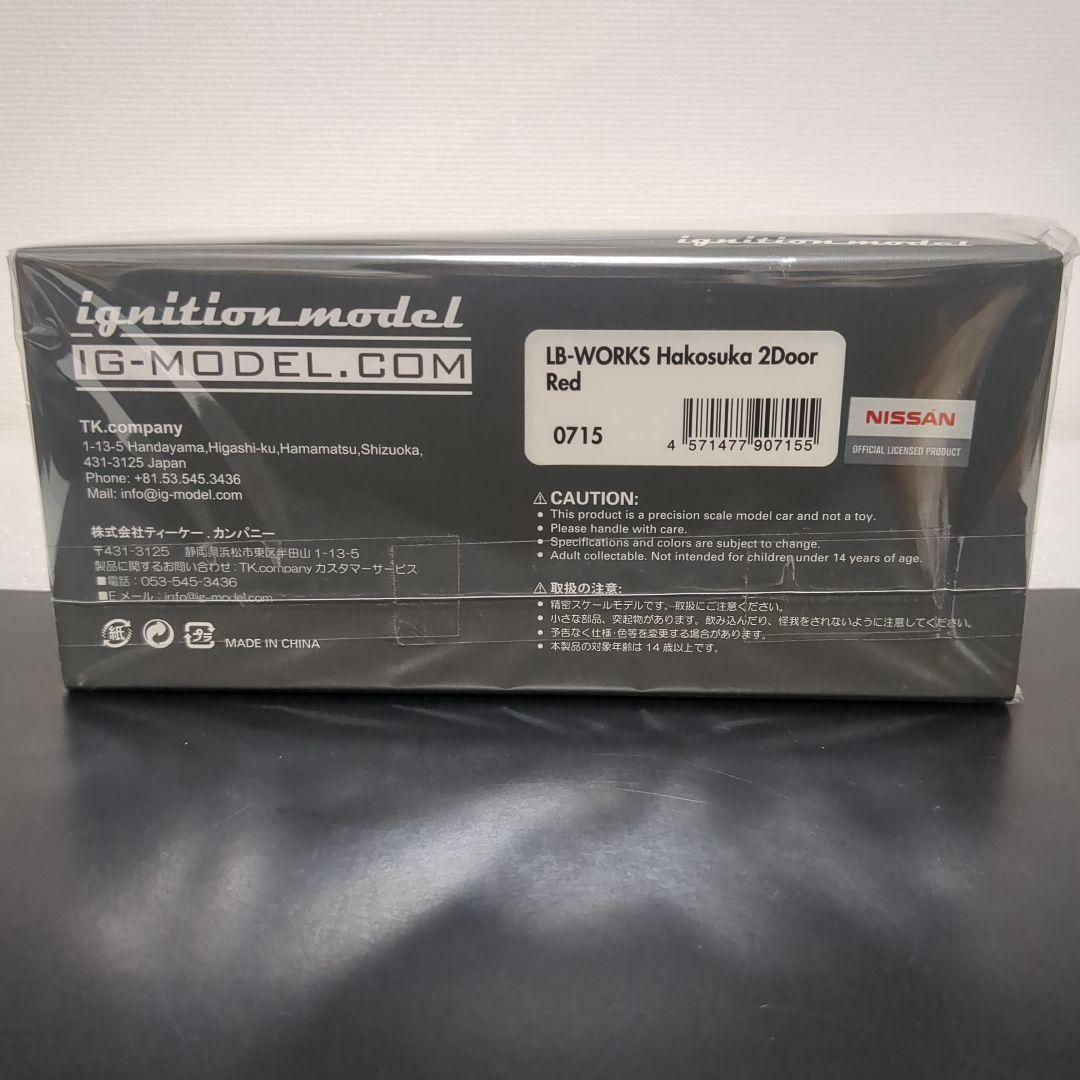 ignition model
ignition model
IG-MODEL.COM
TK.company
1-13-5 Handayama,Higashi-ku,Hamamatsu,Shizuoka,
431-3125 Japan
Phone: +81.53.545.3436
Mail: info@ig-model.com
株式会社ティーケー.カンパニー
〒431-3125 静岡県浜松市東区半田山1-13-5
製品に関するお問い合わせ:TK.company カスタマーサービス
■電話:053-545-3436
■Eメール:info@ig-model.com
紙
プラ
MADE IN CHINA
LB-WORKS Hakosuka 2Door
Red
0715
4 571477 907155
NISSAN
OFFICIAL LICENSED PRODUCT
⚠CAUTION:
• This product is a precision scale model car and not a toy.
• Please handle with care.
• Specifications and colors are subject to change.
• Adult collectable. Not intended for children under 14 years of age.
⚠取扱の注意:
• 精密スケールモデルです。取扱にご注意ください。
• 小さな部品、突起物があります。飲み込んだり、怪我をされないように注意してください。
• 予告なく仕様・色等を変更する場合があります。
• 本製品の対象年齢は14歳以上です。